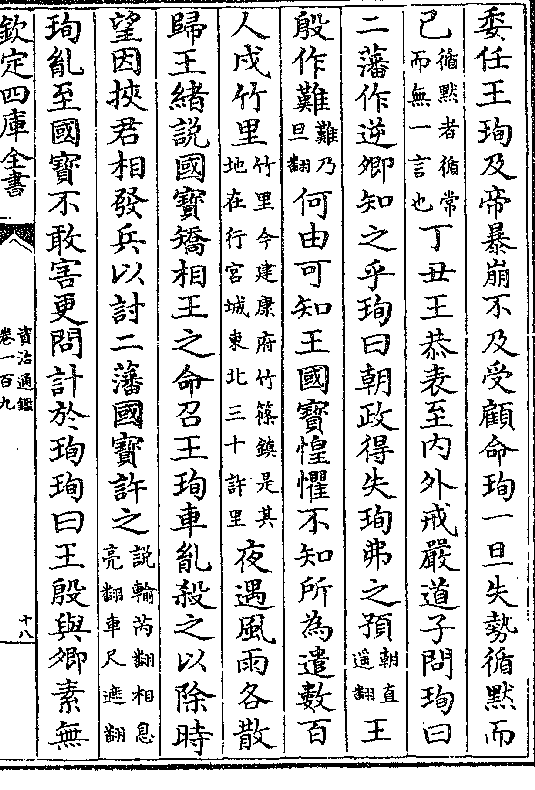 委任王珣及帝暴崩不及受顧命珣一旦失勢循默而
已循默者循常而無一言也丁丑王恭表至內外戒嚴道子問珣曰
二藩作逆卿知之乎珣曰朝政得失珣弗之預朝直遙翻王
殷作難難乃旦翻何由可知王國寶惶懼不知所為遣數百
人戍竹里竹里今建康府竹篠鎮是其地在行宮城東北三十許里夜遇風雨各散
歸王緒說國寶矯相王之命召王珣車胤殺之以除時
望因挾君相發兵以討二藩國寶許之說輸芮翻相息亮翻車尺遮翻
珣胤至國寶不敢害更問計於珣珣曰王殷與卿素無
欽定四庫全書
資治通鑑
卷一百九
十八